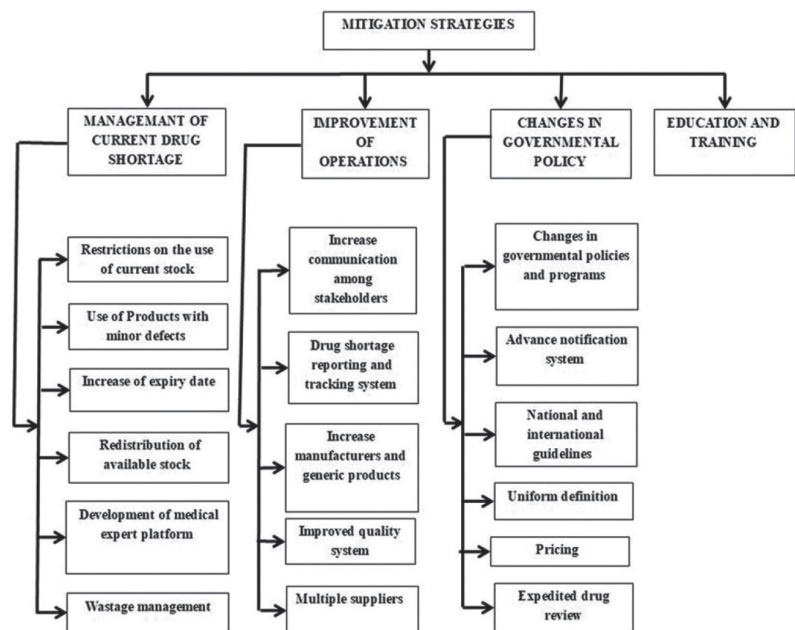 MITIGATION STRATEGIES
MANAGEMANT OF
CURRENT DRUG
SHORTAGE
IMPROVEMENT
OF
OPERATIONS
CHANGES IN
GOVERNMENTAL
POLICY
EDUCATION AND
TRAINING
Restrictions on the use
of current stock
Use of Products with
minor defects
Increase of expiry date
Redistribution of
available stock
Development of medical
expert platform
Wastage management
Increase
communication
among
stakeholders
Drug shortage
reporting and
tracking system
Increase
manufacturers and
generic products
Improved quality
system
Multiple suppliers
Changes in
governmental policies
and programs
Advance notification
system
National and
international
guidelines
Uniform definition
Pricing
Expedited drug
review